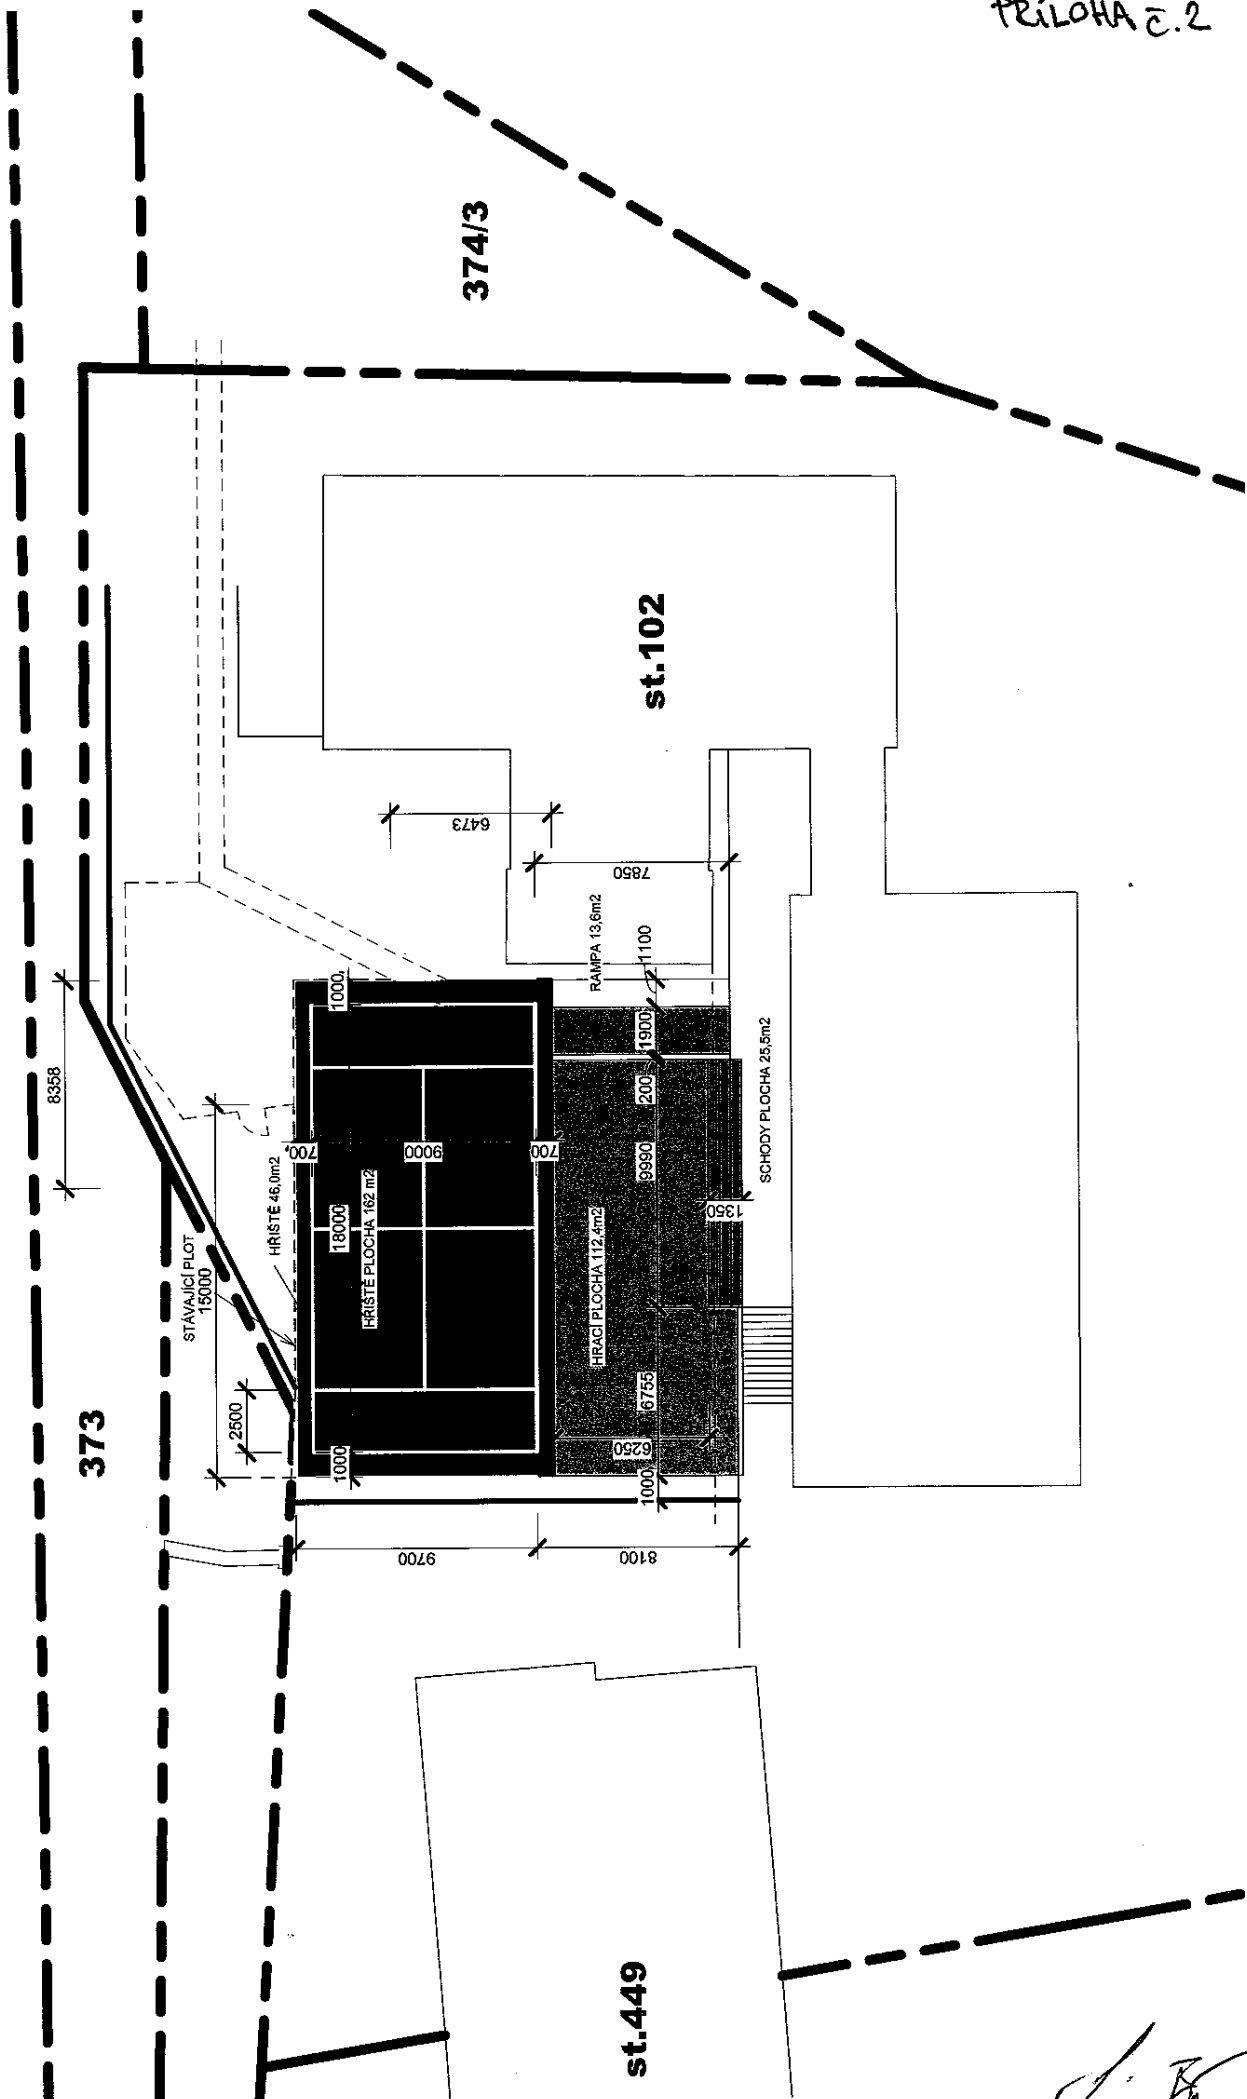 PŘÍLOHA č.2
374/3
st.102
6473
7850
RAMPA 13,6m2
1100
1000
1900
8358
200
SCHODY PLOCHA 25,5m2
700
9000
700
9990
HŘIŠTĚ 46,0m2
18000
HŘIŠTĚ PLOCHA 162 m2
HRACÍ PLOCHA 112,4m2
1350
STÁVAJÍCÍ PLOT
15000
2500
6755
6250
373
1000
1000
9700
8100
st.449